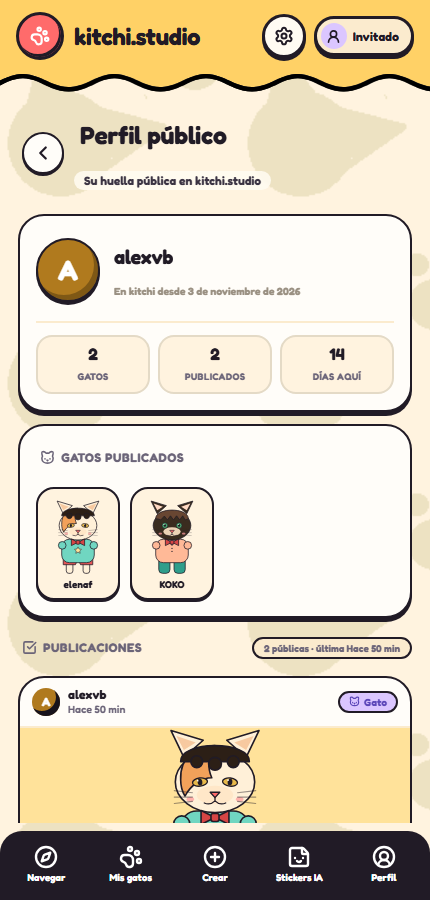 kitchi.studio
Invitado
Perfil público
Su huella pública en kitchi.studio
A
alexvb
En kitchi desde 3 de noviembre de 2026
2
GATOS
2
PUBLICADOS
14
DÍAS AQUÍ
GATOS PUBLICADOS
elenaf
KOKO
PUBLICACIONES
2 públicas · última Hace 50 min
A
alexvb
Hace 50 min
Gato
Navegar
Mis gatos
Crear
Stickers IA
Perfil